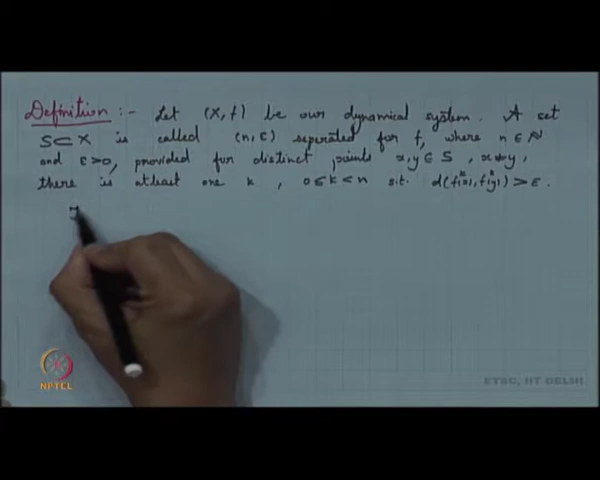 Definition :- Let (X, f) be our dynamical system. A set
S ⊂ X is called (n, ε) seperated for f, where n ∈ N
and ε>0, provided for distinct points x, y ∈ S, x≠y,
there is atleast one k, 0≤k<n s.t. d(fᵏ(x), fᵏ(y)) > ε.
NPTEL
ETSC, IIT DELHI